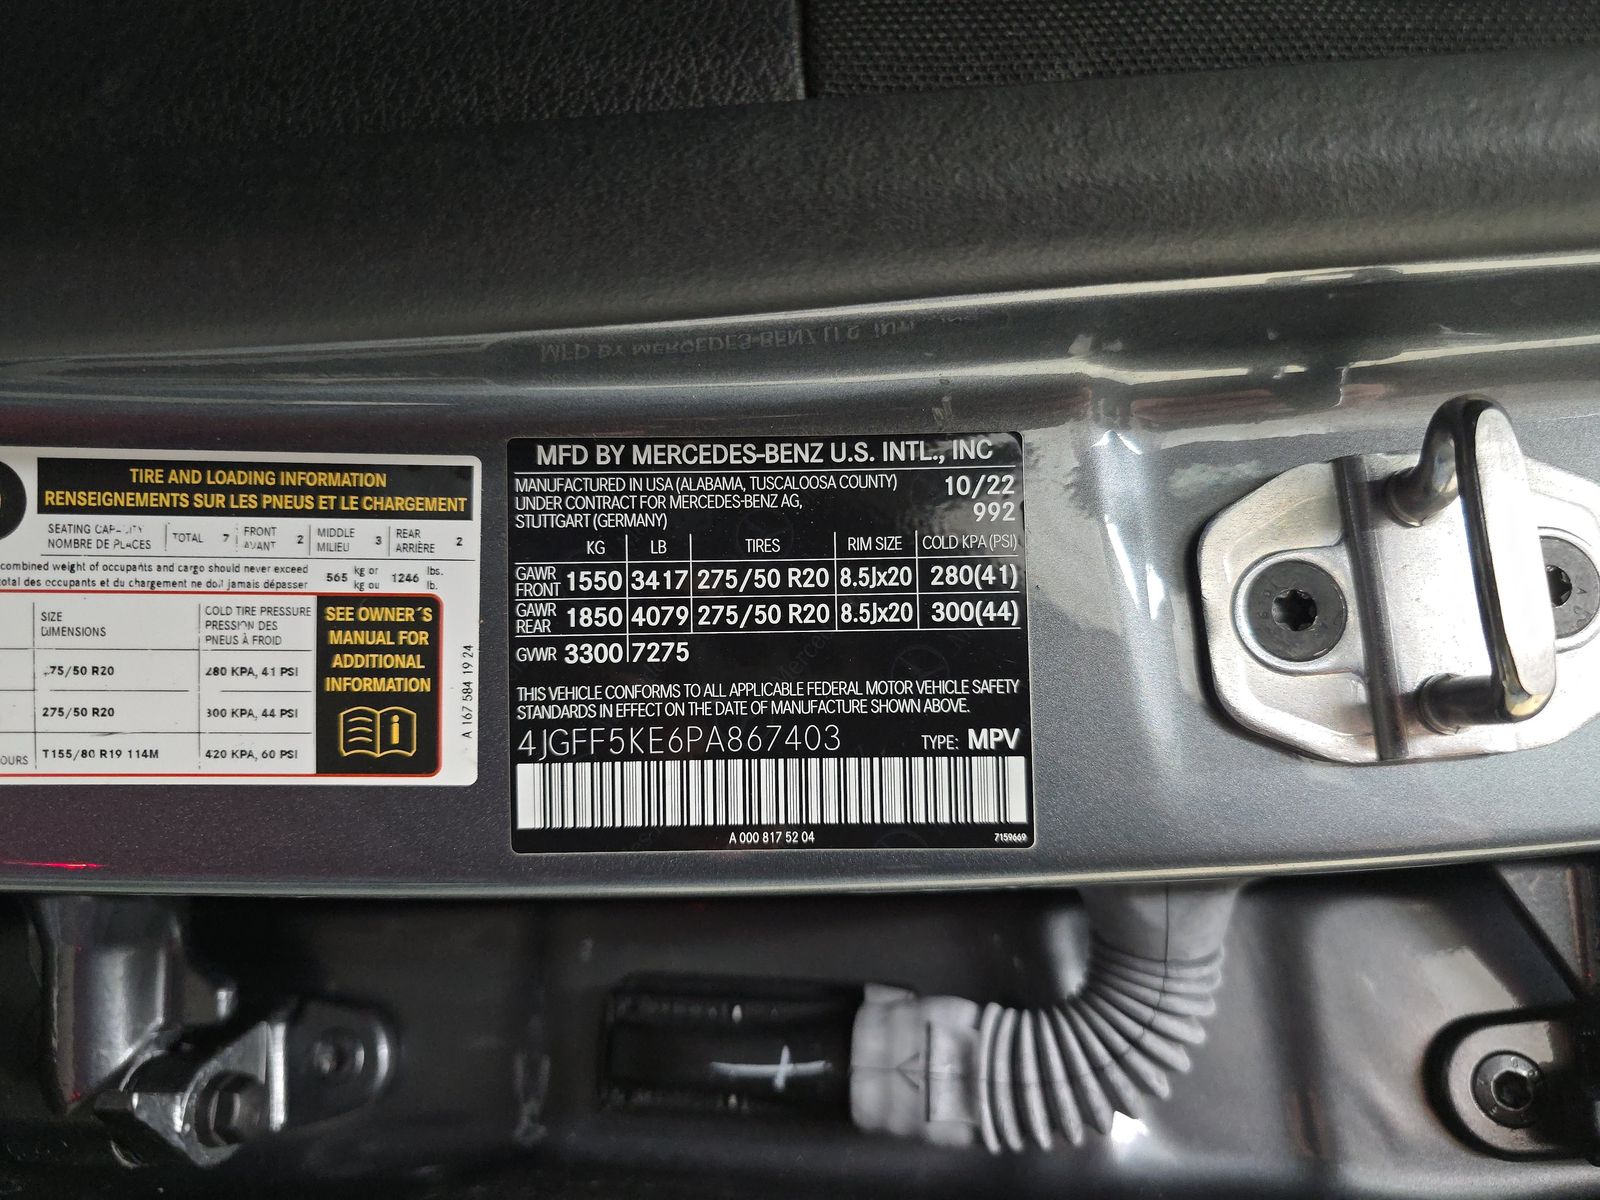 TIRE AND LOADING INFORMATION
RENSEIGNEMENTS SUR LES PNEUS ET LE CHARGEMENT
SEATING
NOMBRE DE PLACES
TOTAL 7
FRONT 2
AVANT
MIDDLE 3
MILIEU
REAR 2
ARRIÈRE
combined weight of occupants and cargo should never exceed 565 kg or 1246 lbs.
total des occupants et du chargement ne doit jamais dépasser kg ou lb.
SIZE
DIMENSIONS
COLD TIRE PRESSURE
PRESSION DES
PNEUS À FROID
75/50 R20 280 KPA, 41 PSI
275/50 R20 300 KPA, 44 PSI
OURS T155/80 R19 114M 420 KPA, 60 PSI
SEE OWNER´S
MANUAL FOR
ADDITIONAL
INFORMATION
A 167 584 19 24
MFD BY MERCEDES-BENZ U.S. INTL., INC
MANUFACTURED IN USA (ALABAMA, TUSCALOOSA COUNTY) 10/22
UNDER CONTRACT FOR MERCEDES-BENZ AG, 992
STUTTGART (GERMANY)
KG LB TIRES RIM SIZE COLD KPA (PSI)
GAWR FRONT 1550 3417 275/50 R20 8.5Jx20 280(41)
GAWR REAR 1850 4079 275/50 R20 8.5Jx20 300(44)
GVWR 3300 7275
THIS VEHICLE CONFORMS TO ALL APPLICABLE FEDERAL MOTOR VEHICLE SAFETY
STANDARDS IN EFFECT ON THE DATE OF MANUFACTURE SHOWN ABOVE.
4JGFF5KE6PA867403 TYPE: MPV
A 000 817 52 04 7159669